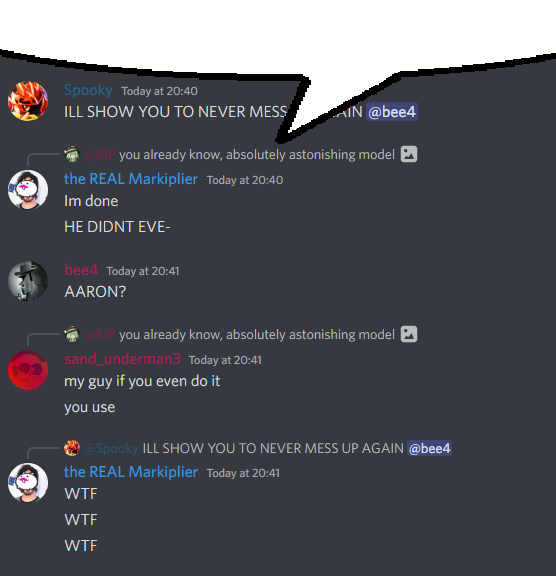 Spooky Today at 20:40
ILL SHOW YOU TO NEVER MESS AIN @bee4
@RIP you already know, absolutely astonishing model
the REAL Markiplier Today at 20:40
Im done
HE DIDNT EVE-
bee4 Today at 20:41
AARON?
@RIP you already know, absolutely astonishing model
sand_underman3 Today at 20:41
my guy if you even do it
you use
@Spooky ILL SHOW YOU TO NEVER MESS UP AGAIN @bee4
the REAL Markiplier Today at 20:41
WTF
WTF
WTF